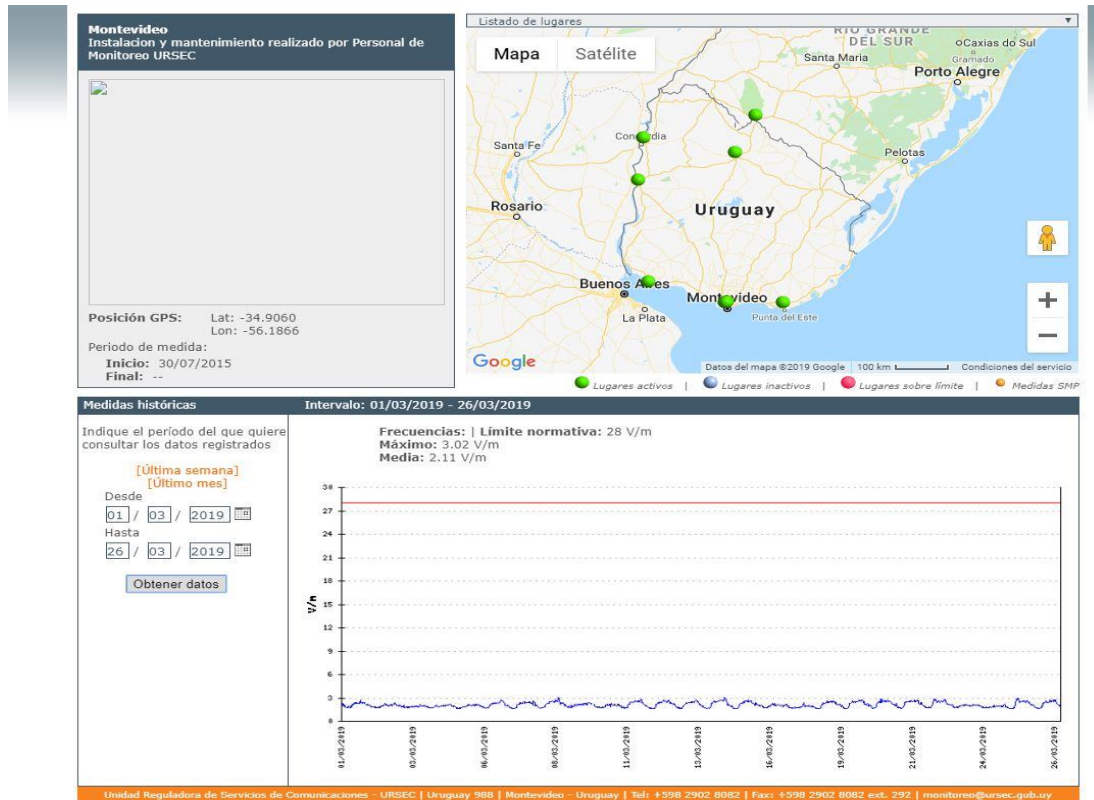 Montevideo
Instalacion y mantenimiento realizado por Personal de
Monitoreo URSEC
Posición GPS: Lat: -34.9060
Lon: -56.1866
Periodo de medida:
Inicio: 30/07/2015
Final: --
Listado de lugares
Mapa Satélite
RIO GRANDE
DEL SUR
Caxias do Sul
Gramado
Santa Maria
Porto Alegre
Concordia
Santa Fe
Pelotas
Rosario
Uruguay
Buenos Aires
Montevideo
La Plata
Punta del Este
Google
Datos del mapa ©2019 Google 100 km Condiciones del servicio
Lugares activos | Lugares inactivos | Lugares sobre límite | Medidas SMP
Medidas históricas
Indique el período del que quiere
consultar los datos registrados
[Última semana]
[Último mes]
Desde
01 / 03 / 2019
Hasta
26 / 03 / 2019
Obtener datos
Intervalo: 01/03/2019 - 26/03/2019
Frecuencias: | Límite normativa: 28 V/m
Máximo: 3.02 V/m
Media: 2.11 V/m
30
27
24
21
18
15
12
9
6
3
0
V/m
01/03/2019
03/03/2019
06/03/2019
08/03/2019
11/03/2019
13/03/2019
16/03/2019
19/03/2019
21/03/2019
24/03/2019
26/03/2019
Unidad Reguladora de Servicios de Comunicaciones - URSEC | Uruguay 988 | Montevideo - Uruguay | Tel: +598 2902 8082 | Fax: +598 2902 8082 ext. 292 | monitoreo@ursec.gub.uy